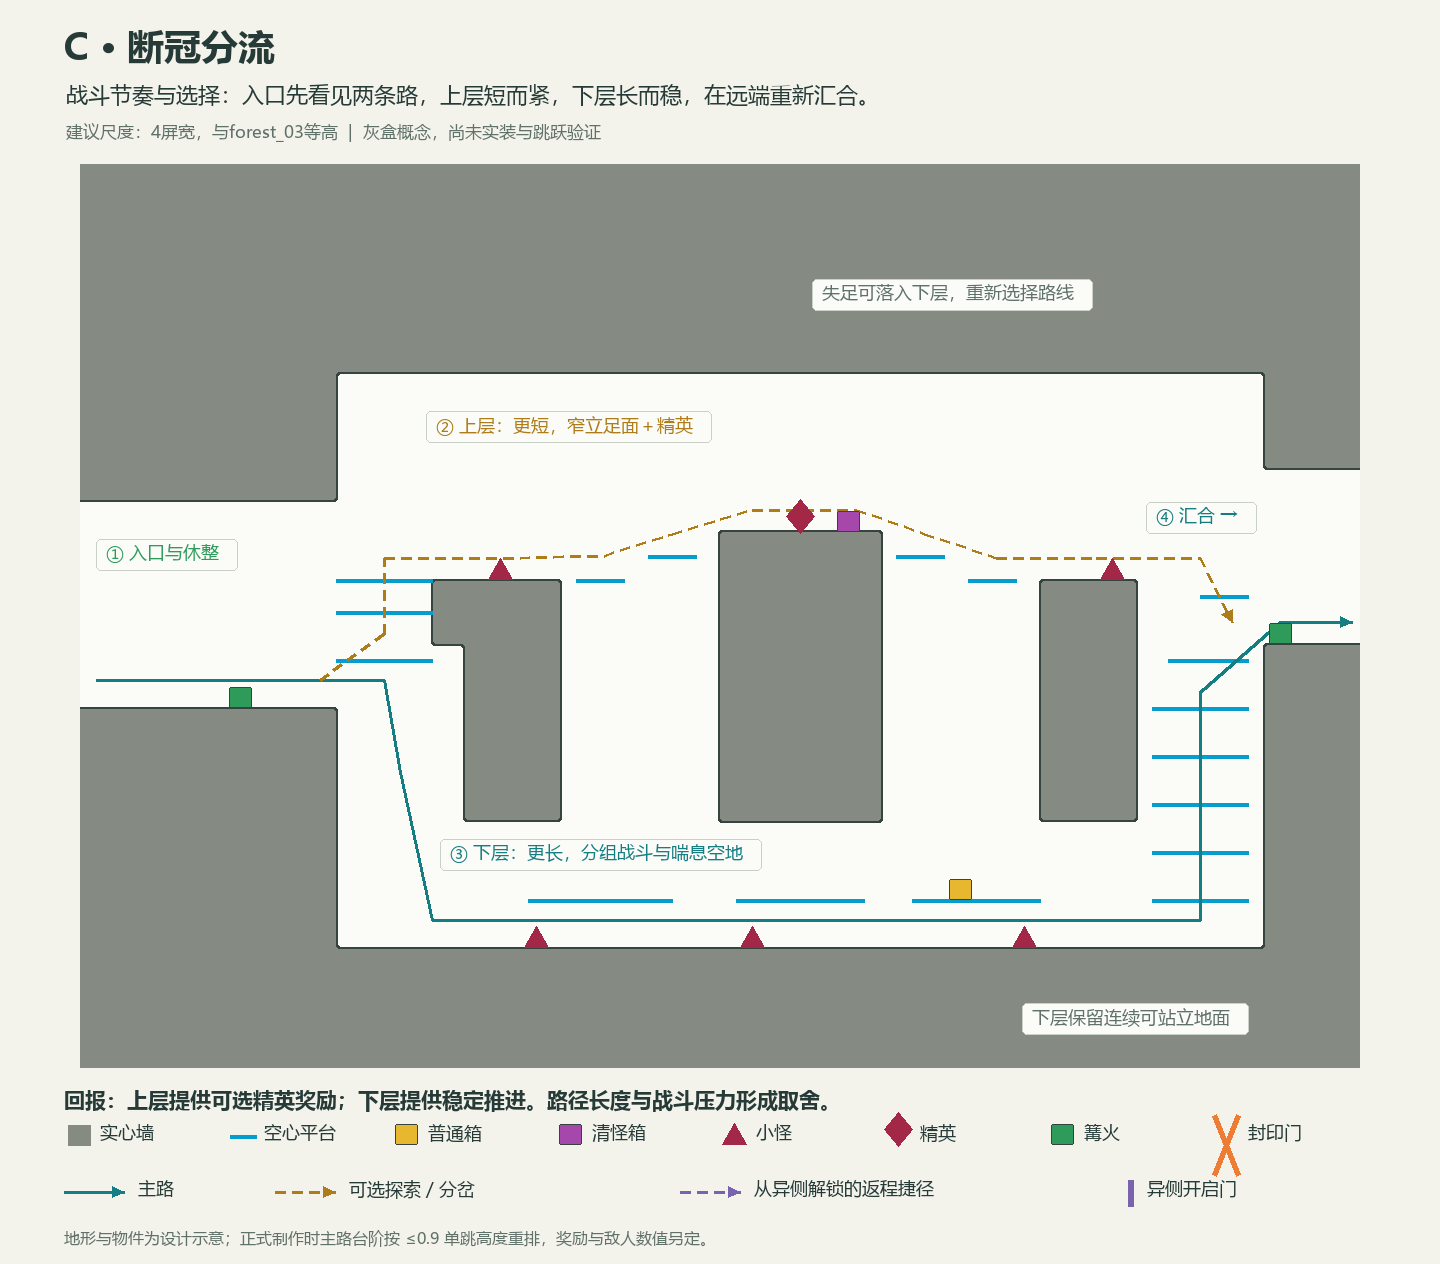 C • 断冠分流
战斗节奏与选择：入口先看见两条路，上层短而紧，下层长而稳，在远端重新汇合。
建议尺度：4屏宽，与forest_03等高 | 灰盒概念，尚未实装与跳跃验证
失足可落入下层，重新选择路线
② 上层：更短，窄立足面+精英
④ 汇合 →
① 入口与休整
③ 下层：更长，分组战斗与喘息空地
下层保留连续可站立地面
回报：上层提供可选精英奖励；下层提供稳定推进。路径长度与战斗压力形成取舍。
实心墙 空心平台 普通箱 清怪箱 小怪 精英 篝火 封印门
主路 可选探索 / 分岔 从异侧解锁的返程捷径 异侧开启门
地形与物件为设计示意；正式制作时主路台阶按 ≤0.9 单跳高度重排，奖励与敌人数值另定。